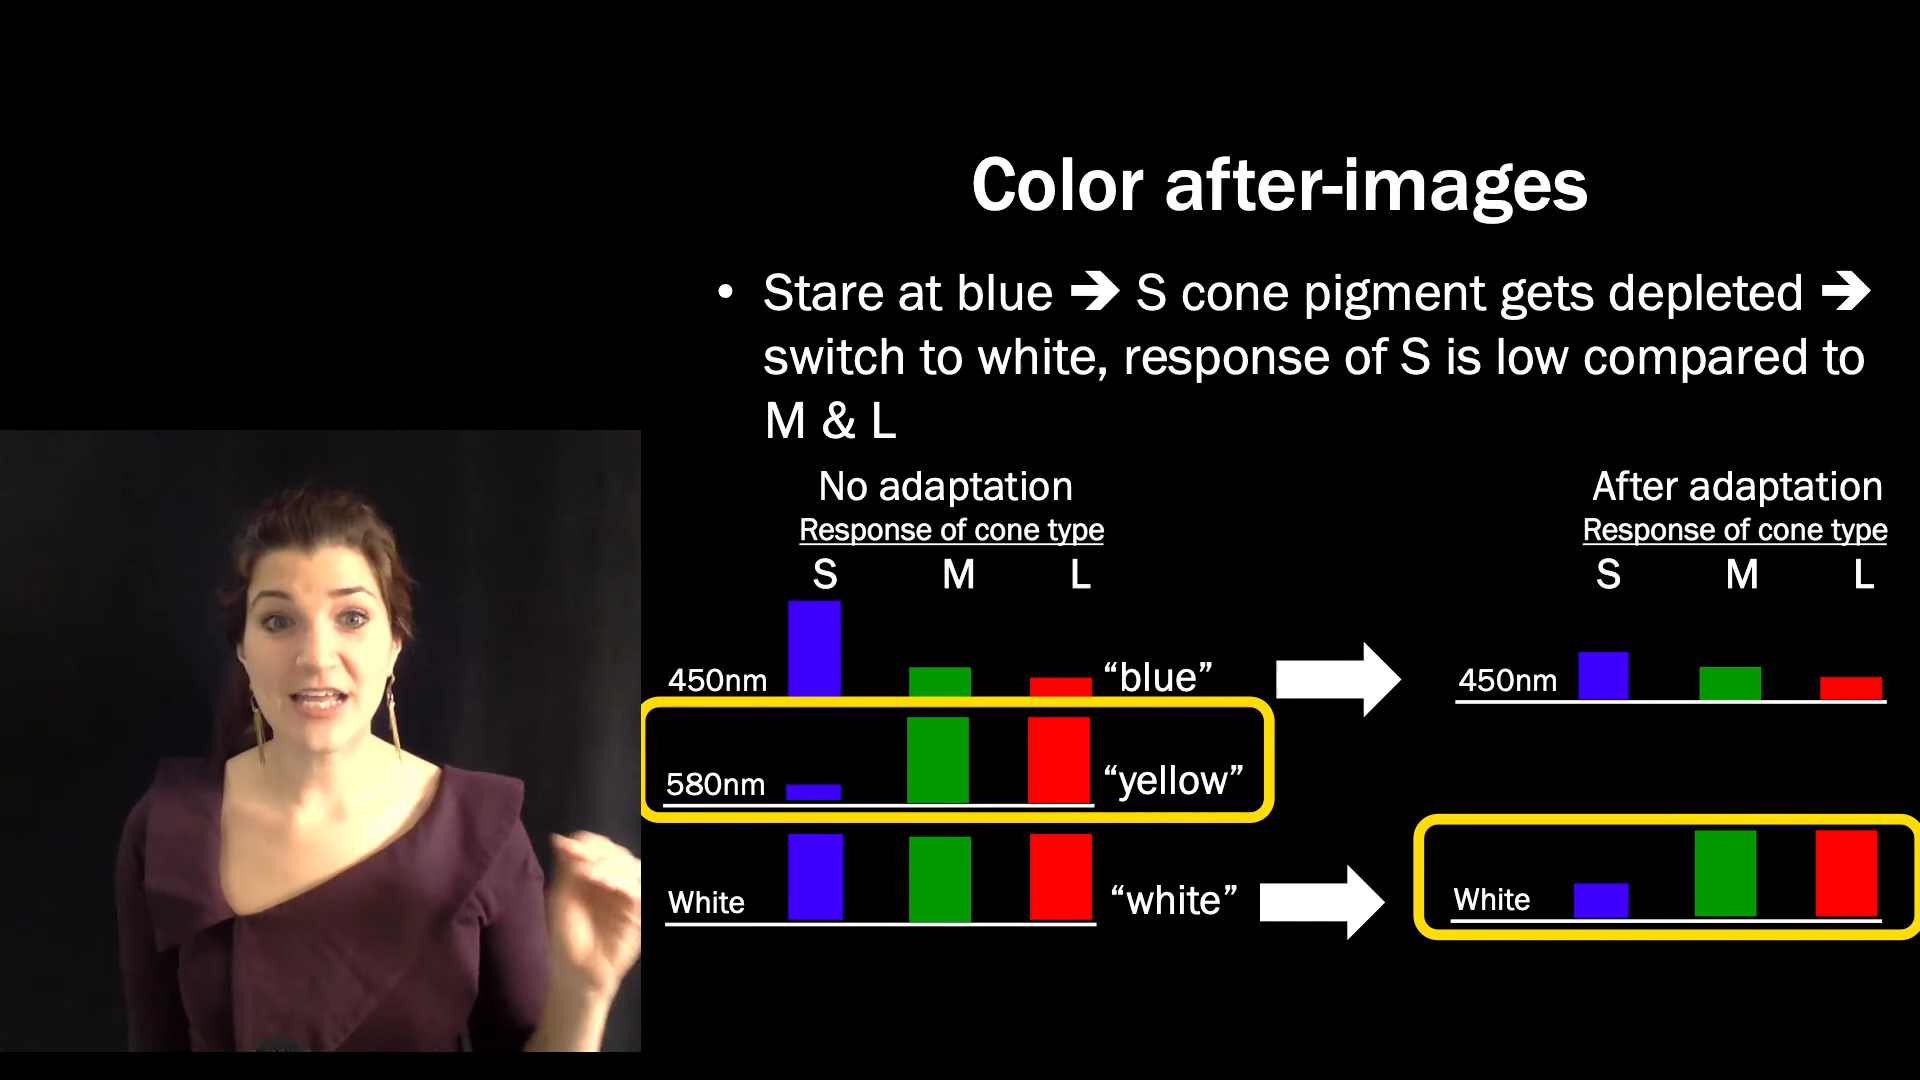 Color after-images
• Stare at blue ➔ S cone pigment gets depleted ➔
switch to white, response of S is low compared to
M & L
No adaptation
Response of cone type
S M L
450nm “blue”
580nm “yellow”
White “white”
After adaptation
Response of cone type
S M L
450nm
White